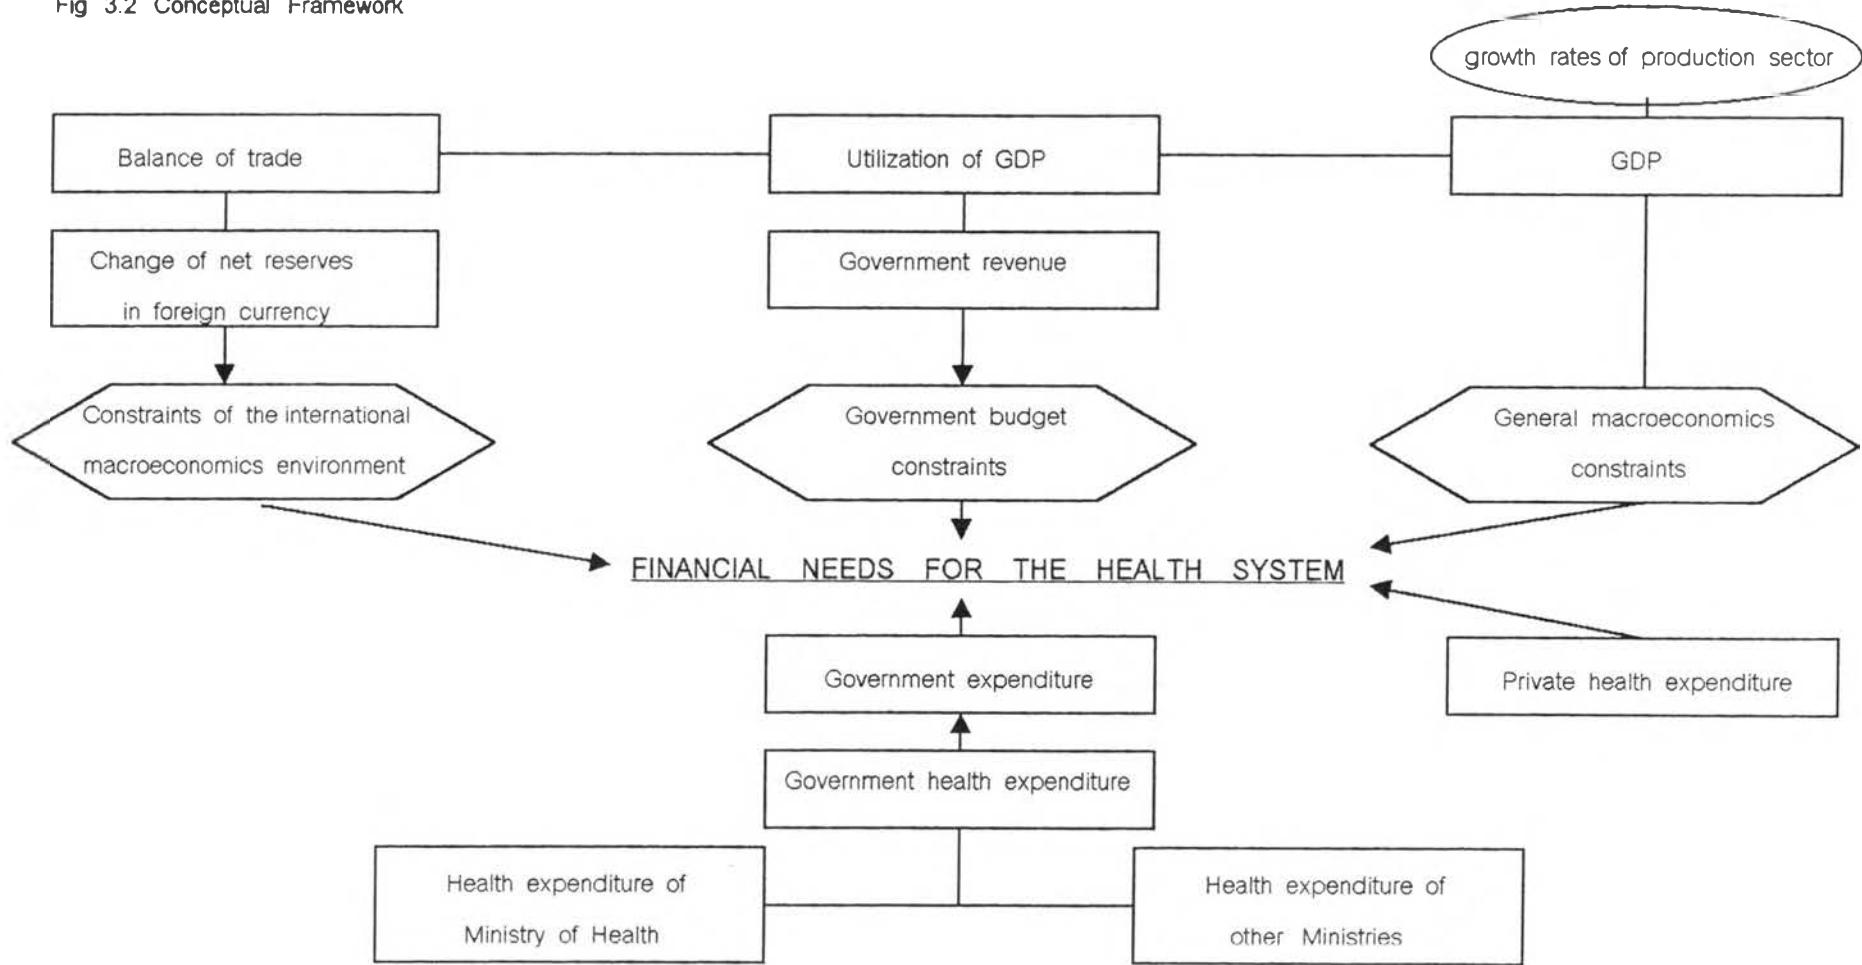 Fig 3.2 Conceptual Framework
growth rates of production sector
Balance of trade
Utilization of GDP
GDP
Change of net reserves
in foreign currency
Government revenue
Constraints of the international
macroeconomics environment
Government budget
constraints
General macroeconomics
constraints
FINANCIAL NEEDS FOR THE HEALTH SYSTEM
Government expenditure
Private health expenditure
Government health expenditure
Health expenditure of
Ministry of Health
Health expenditure of
other Ministries